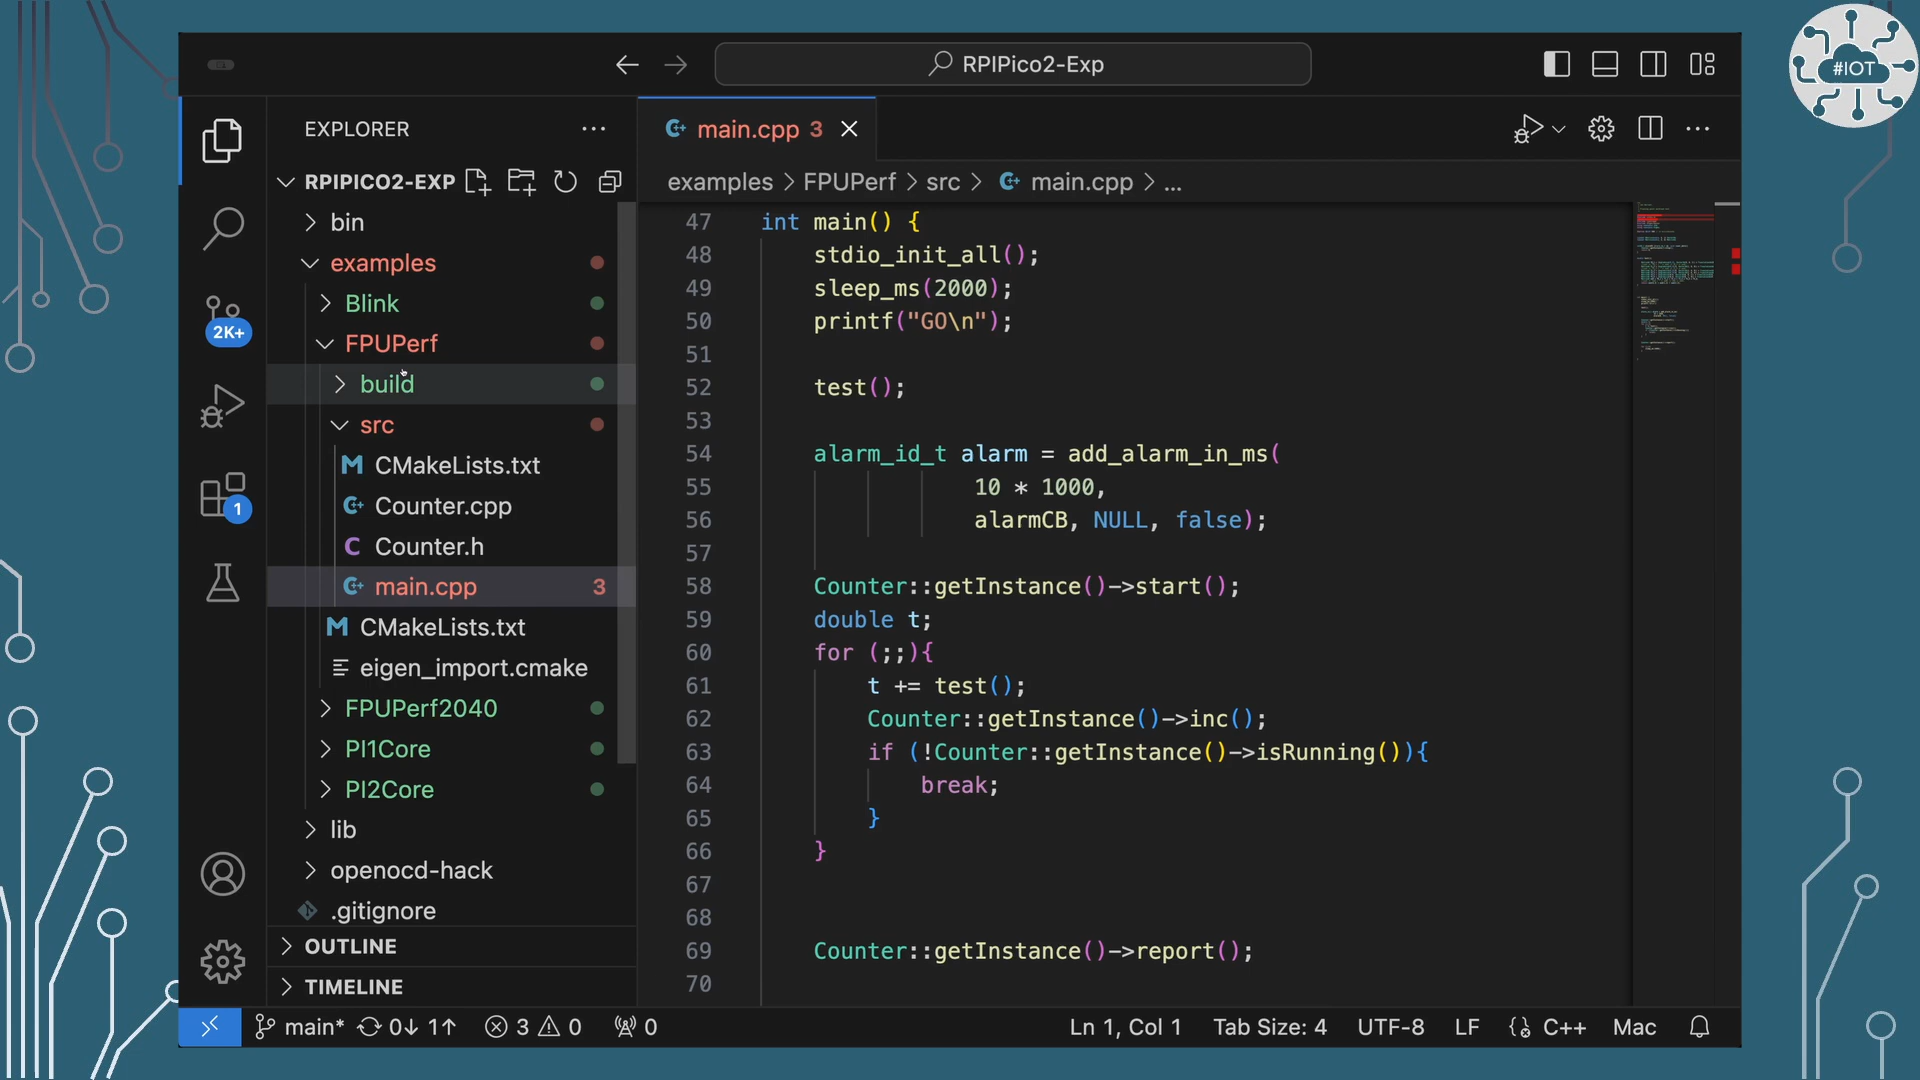 RPIPico2-Exp
#IOT
EXPLORER
main.cpp 3
RPIPICO2-EXP
examples > FPUPerf > src > main.cpp > ...
bin
examples
Blink
2K+
FPUPerf
build
src
CMakeLists.txt
Counter.cpp
1
Counter.h
main.cpp 3
CMakeLists.txt
eigen_import.cmake
FPUPerf2040
PI1Core
PI2Core
lib
openocd-hack
.gitignore
OUTLINE
TIMELINE
47 int main() {
48 stdio_init_all();
49 sleep_ms(2000);
50 printf("GO\n");
51
52 test();
53
54 alarm_id_t alarm = add_alarm_in_ms(
55 10 * 1000,
56 alarmCB, NULL, false);
57
58 Counter::getInstance()->start();
59 double t;
60 for (;;){
61 t += test();
62 Counter::getInstance()->inc();
63 if (!Counter::getInstance()->isRunning()){
64 break;
65 }
66 }
67
68
69 Counter::getInstance()->report();
70
main* 0↓ 1↑ 3 0 0 Ln 1, Col 1 Tab Size: 4 UTF-8 LF C++ Mac